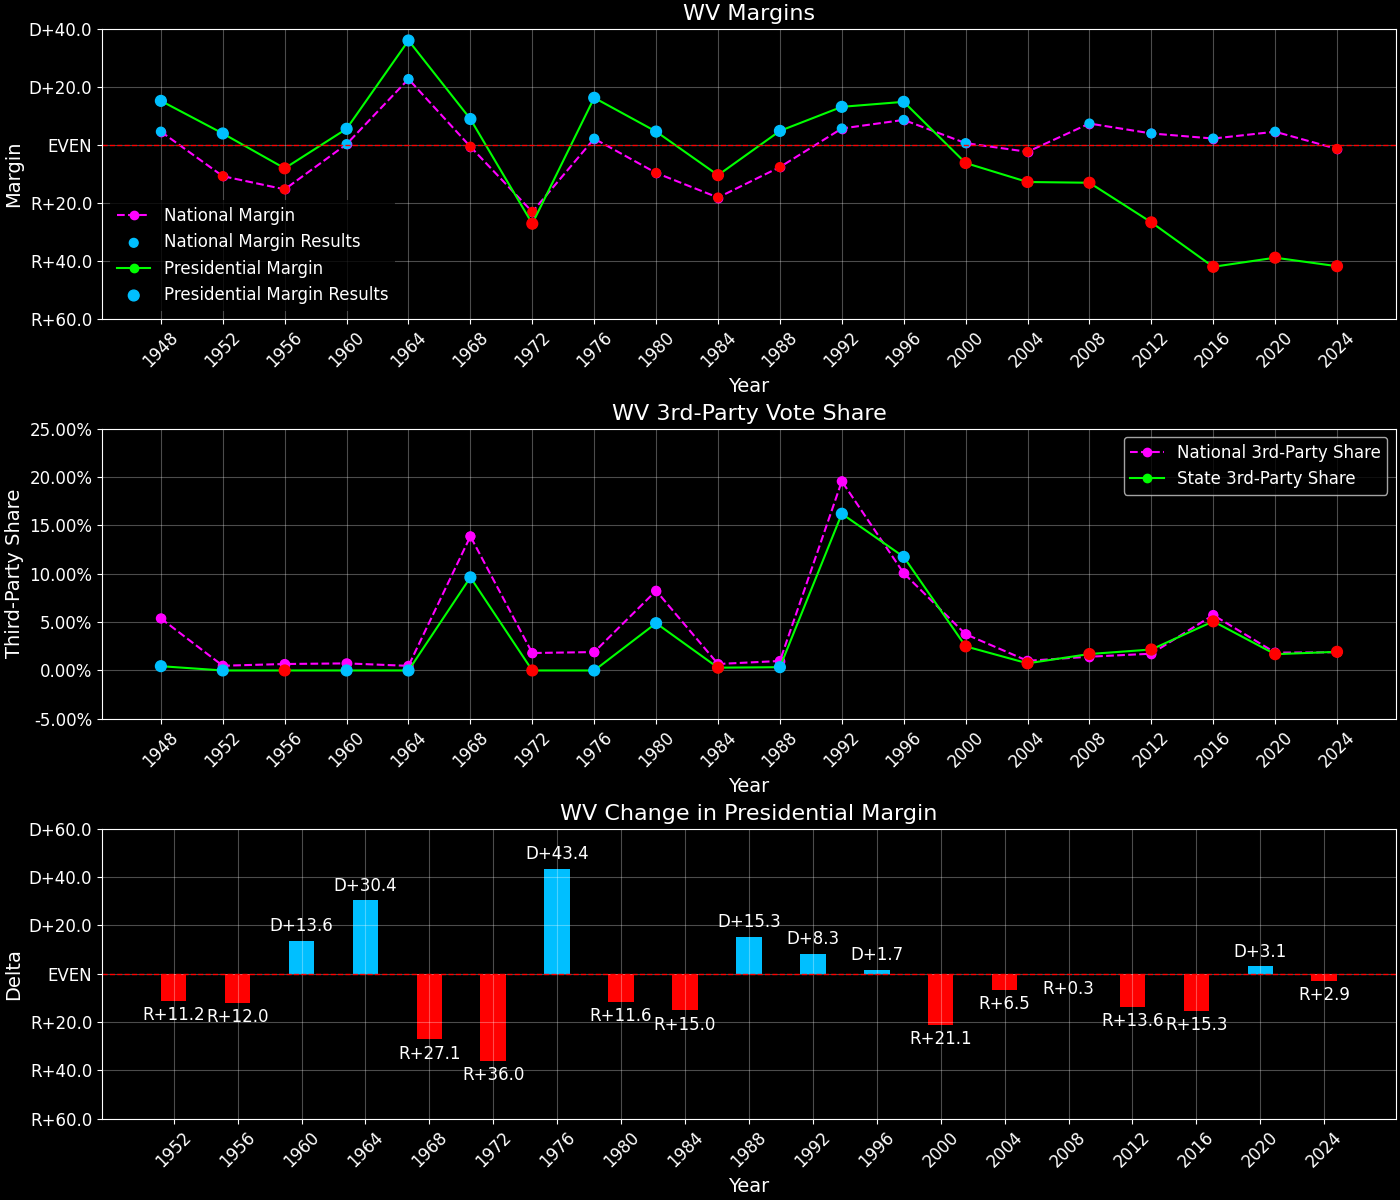 WV Margins
D+40.0
D+20.0
EVEN
R+20.0
R+40.0
R+60.0
Margin
National Margin
National Margin Results
Presidential Margin
Presidential Margin Results
1948 1952 1956 1960 1964 1968 1972 1976 1980 1984 1988 1992 1996 2000 2004 2008 2012 2016 2020 2024
Year
WV 3rd-Party Vote Share
25.00%
20.00%
15.00%
10.00%
5.00%
0.00%
-5.00%
Third-Party Share
National 3rd-Party Share
State 3rd-Party Share
1948 1952 1956 1960 1964 1968 1972 1976 1980 1984 1988 1992 1996 2000 2004 2008 2012 2016 2020 2024
Year
WV Change in Presidential Margin
D+60.0
D+40.0
D+20.0
EVEN
R+20.0
R+40.0
R+60.0
Delta
R+11.2 R+12.0 D+13.6 D+30.4 R+27.1 R+36.0 D+43.4 R+11.6 R+15.0 D+15.3 D+8.3 D+1.7 R+21.1 R+6.5 R+0.3 R+13.6 R+15.3 D+3.1 R+2.9
1952 1956 1960 1964 1968 1972 1976 1980 1984 1988 1992 1996 2000 2004 2008 2012 2016 2020 2024
Year